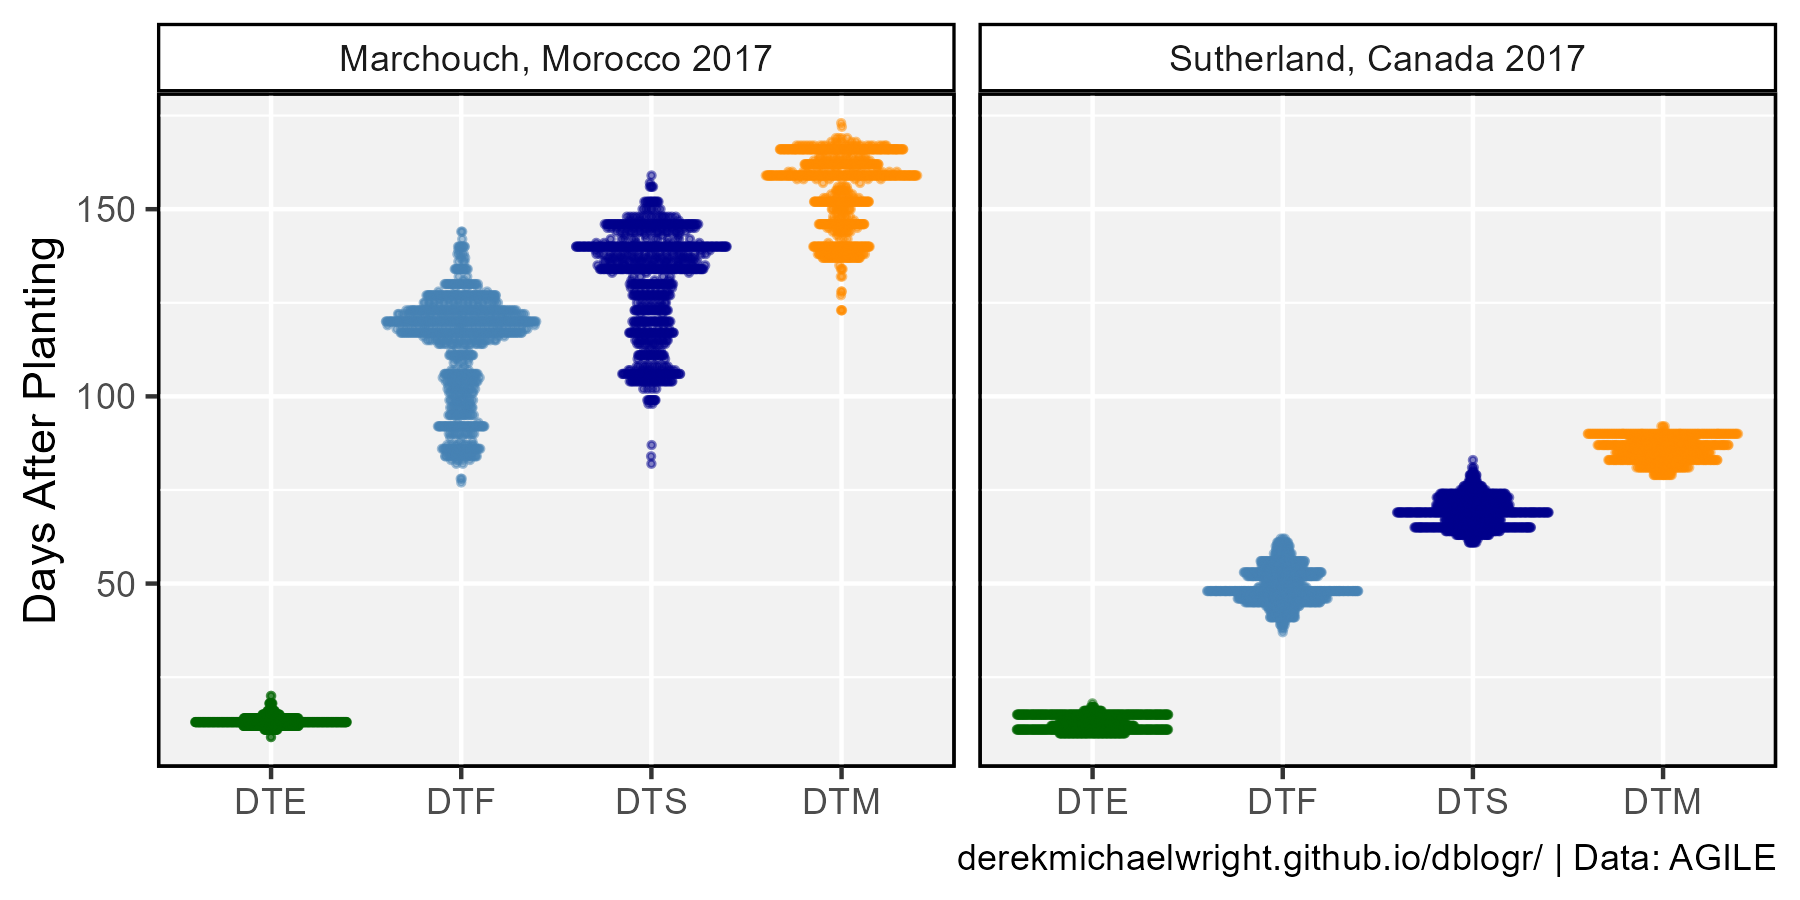 Marchouch, Morocco 2017
Sutherland, Canada 2017
Days After Planting
150
100
50
DTE DTF DTS DTM
DTE DTF DTS DTM
derekmichaelwright.github.io/dblogr/ | Data: AGILE